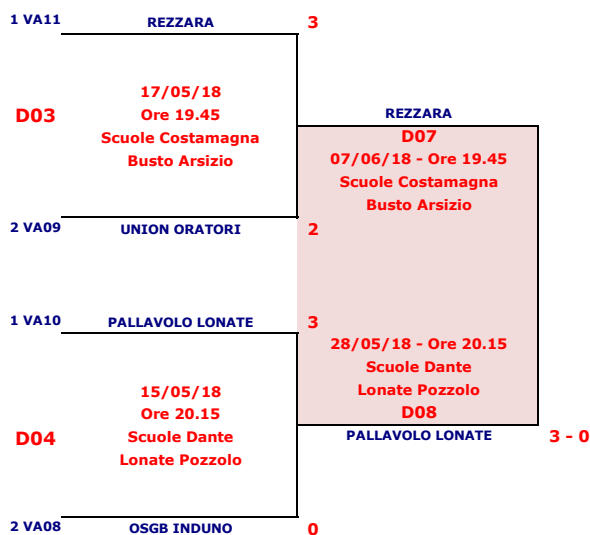 1 VA11 REZZARA 3
D03
17/05/18
Ore 19.45
Scuole Costamagna
Busto Arsizio
2 VA09 UNION ORATORI 2
REZZARA
D07
07/06/18 - Ore 19.45
Scuole Costamagna
Busto Arsizio
1 VA10 PALLAVOLO LONATE 3
D04
15/05/18
Ore 20.15
Scuole Dante
Lonate Pozzolo
2 VA08 OSGB INDUNO 0
28/05/18 - Ore 20.15
Scuole Dante
Lonate Pozzolo
D08
PALLAVOLO LONATE 3 - 0